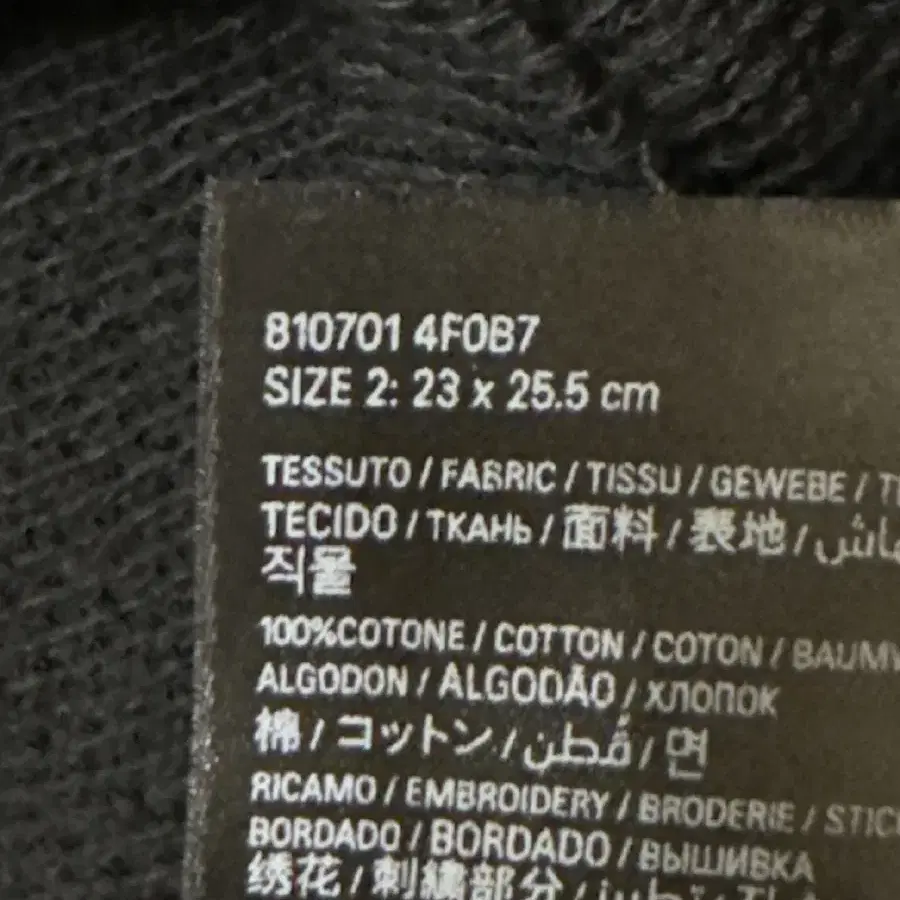 810701 4F0B7
SIZE 2: 23 x 25.5 cm
TESSUTO / FABRIC / TISSU / GEWEBE /
TECIDO / ТКАНЬ / 面料 / 表地 /
직물
100%COTONE / COTTON / COTON /
ALGODON / ALGODÃO / ХЛОПОК
棉 / コットン / قُطن / 면
RICAMO / EMBROIDERY / BRODERIE /
BORDADO / BORDADO / ВЫШИВКА
绣花 / 刺繍部分 /